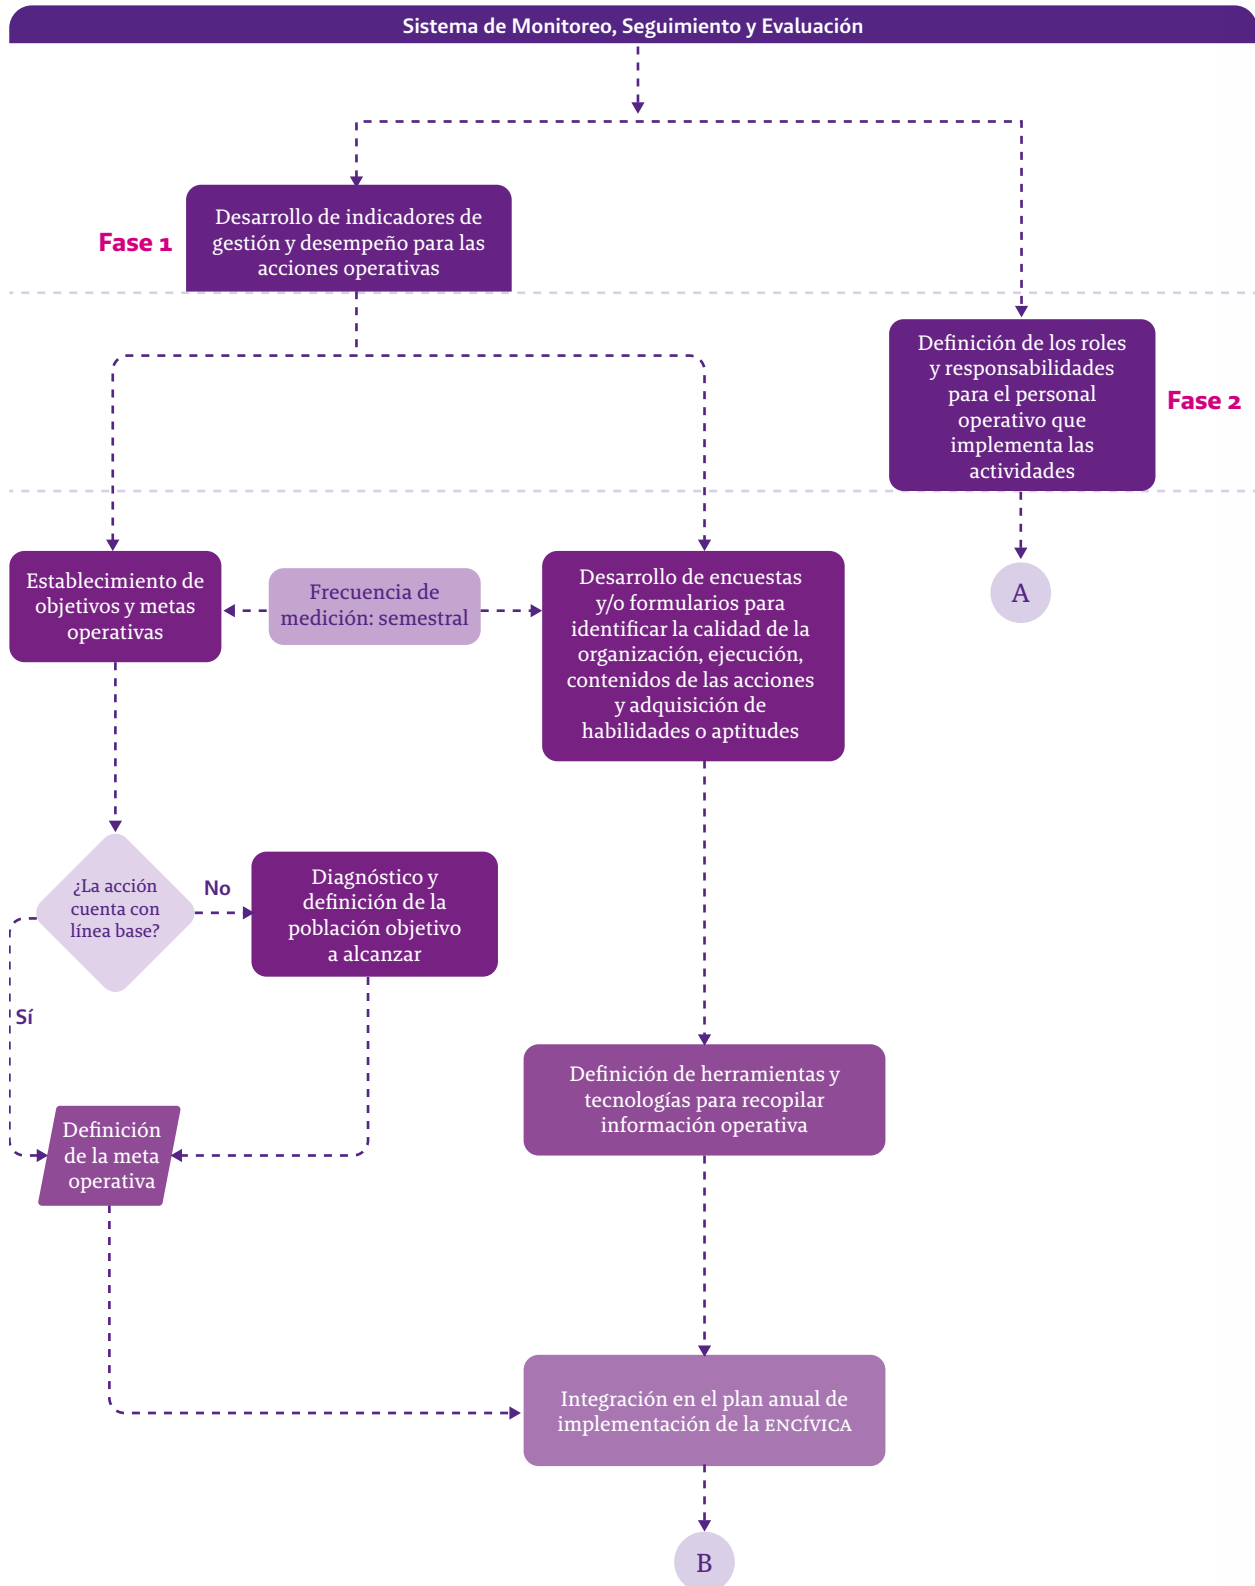 Sistema de Monitoreo, Seguimiento y Evaluación
Fase 1
Desarrollo de indicadores de
gestión y desempeño para las
acciones operativas
Definición de los roles
y responsabilidades
para el personal
operativo que
implementa las
actividades
Fase 2
Establecimiento de
objetivos y metas
operativas
Frecuencia de
medición: semestral
Desarrollo de encuestas
y/o formularios para
identificar la calidad de la
organización, ejecución,
contenidos de las acciones
y adquisición de
habilidades o aptitudes
A
¿La acción
cuenta con
línea base?
No
Diagnóstico y
definición de la
población objetivo
a alcanzar
Sí
Definición
de la meta
operativa
Definición de herramientas y
tecnologías para recopilar
información operativa
Integración en el plan anual de
implementación de la ENCÍVICA
B